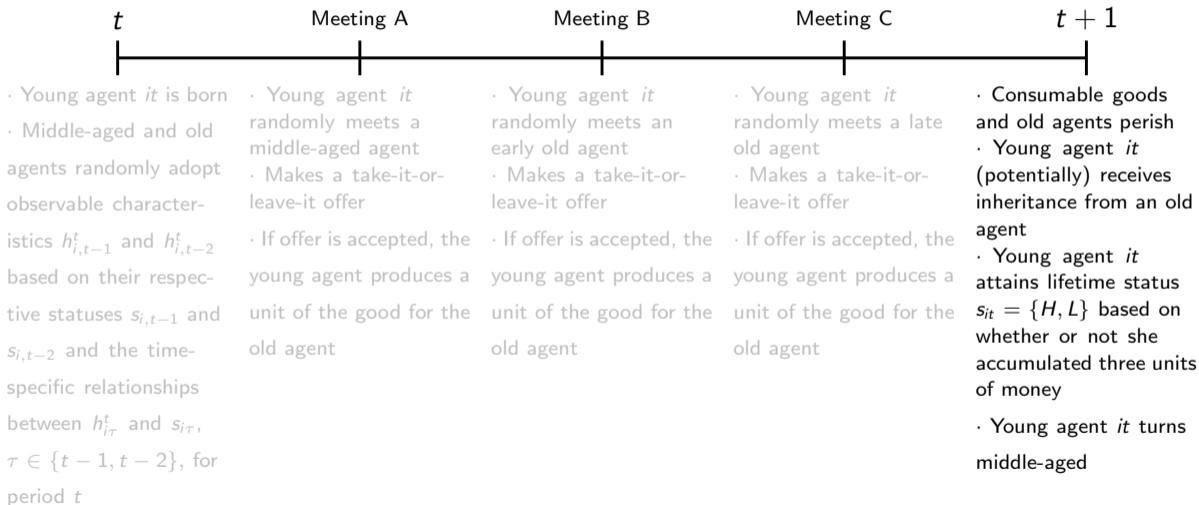 t
Meeting A
Meeting B
Meeting C
t + 1
· Young agent it is born
· Middle-aged and old
agents randomly adopt
observable character-
istics h^t_{i,t−1} and h^t_{i,t−2}
based on their respec-
tive statuses s_{i,t−1} and
s_{i,t−2} and the time-
specific relationships
between h^t_{iτ} and s_{iτ},
τ ∈ {t − 1, t − 2}, for
period t
· Young agent it
randomly meets a
middle-aged agent
· Makes a take-it-or-
leave-it offer
· If offer is accepted, the
young agent produces a
unit of the good for the
old agent
· Young agent it
randomly meets an
early old agent
· Makes a take-it-or-
leave-it offer
· If offer is accepted, the
young agent produces a
unit of the good for the
old agent
· Young agent it
randomly meets a late
old agent
· Makes a take-it-or-
leave-it offer
· If offer is accepted, the
young agent produces a
unit of the good for the
old agent
· Consumable goods
and old agents perish
· Young agent it
(potentially) receives
inheritance from an old
agent
· Young agent it
attains lifetime status
s_{it} = {H, L} based on
whether or not she
accumulated three units
of money
· Young agent it turns
middle-aged